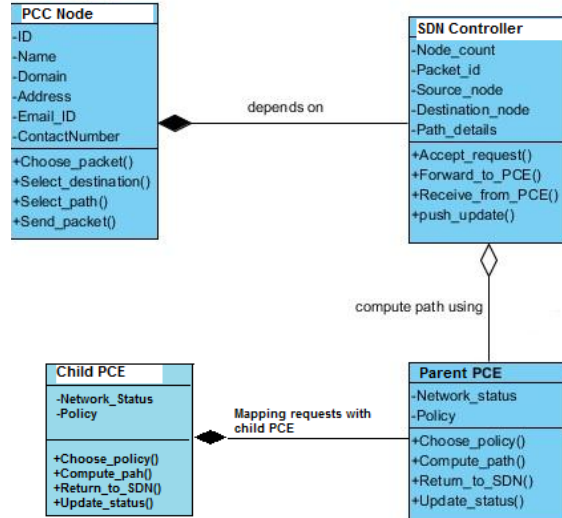 PCC Node
-ID
-Name
-Domain
-Address
-Email_ID
-ContactNumber
+Choose_packet()
+Select_destination()
+Select_path()
+Send_packet()
depends on
SDN Controller
-Node_count
-Packet_id
-Source_node
-Destination_node
-Path_details
+Accept_request()
+Forward_to_PCE()
+Receive_from_PCE()
+push_update()
compute path using
Child PCE
-Network_Status
-Policy
+Choose_policy()
+Compute_pah()
+Return_to_SDN()
+Update_status()
Mapping requests with
child PCE
Parent PCE
-Network_status
-Policy
+Choose_policy()
+Compute_path()
+Return_to_SDN()
+Update_status()